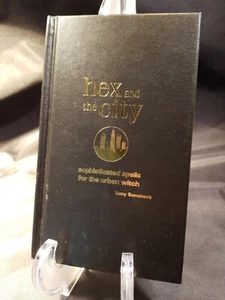 hex and
the city
sophisticated spells
for the urban witch
Lucy Summers